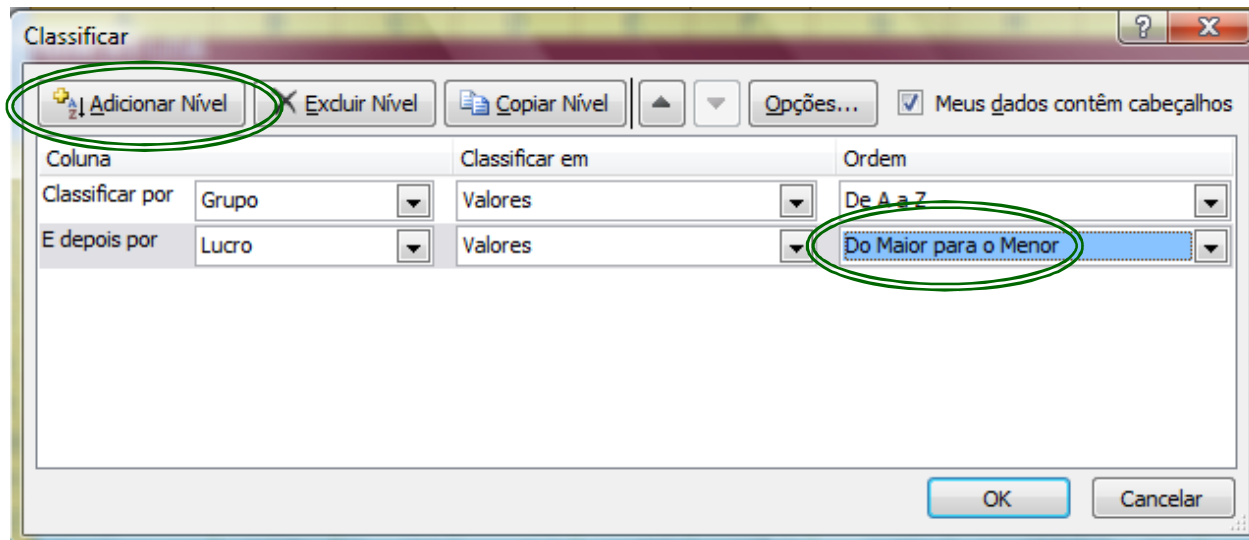 Classificar
Adicionar Nível Excluir Nível Copiar Nível Opções... Meus dados contêm cabeçalhos
Coluna Classificar em Ordem
Classificar por Grupo Valores De A a Z
E depois por Lucro Valores Do Maior para o Menor
OK Cancelar